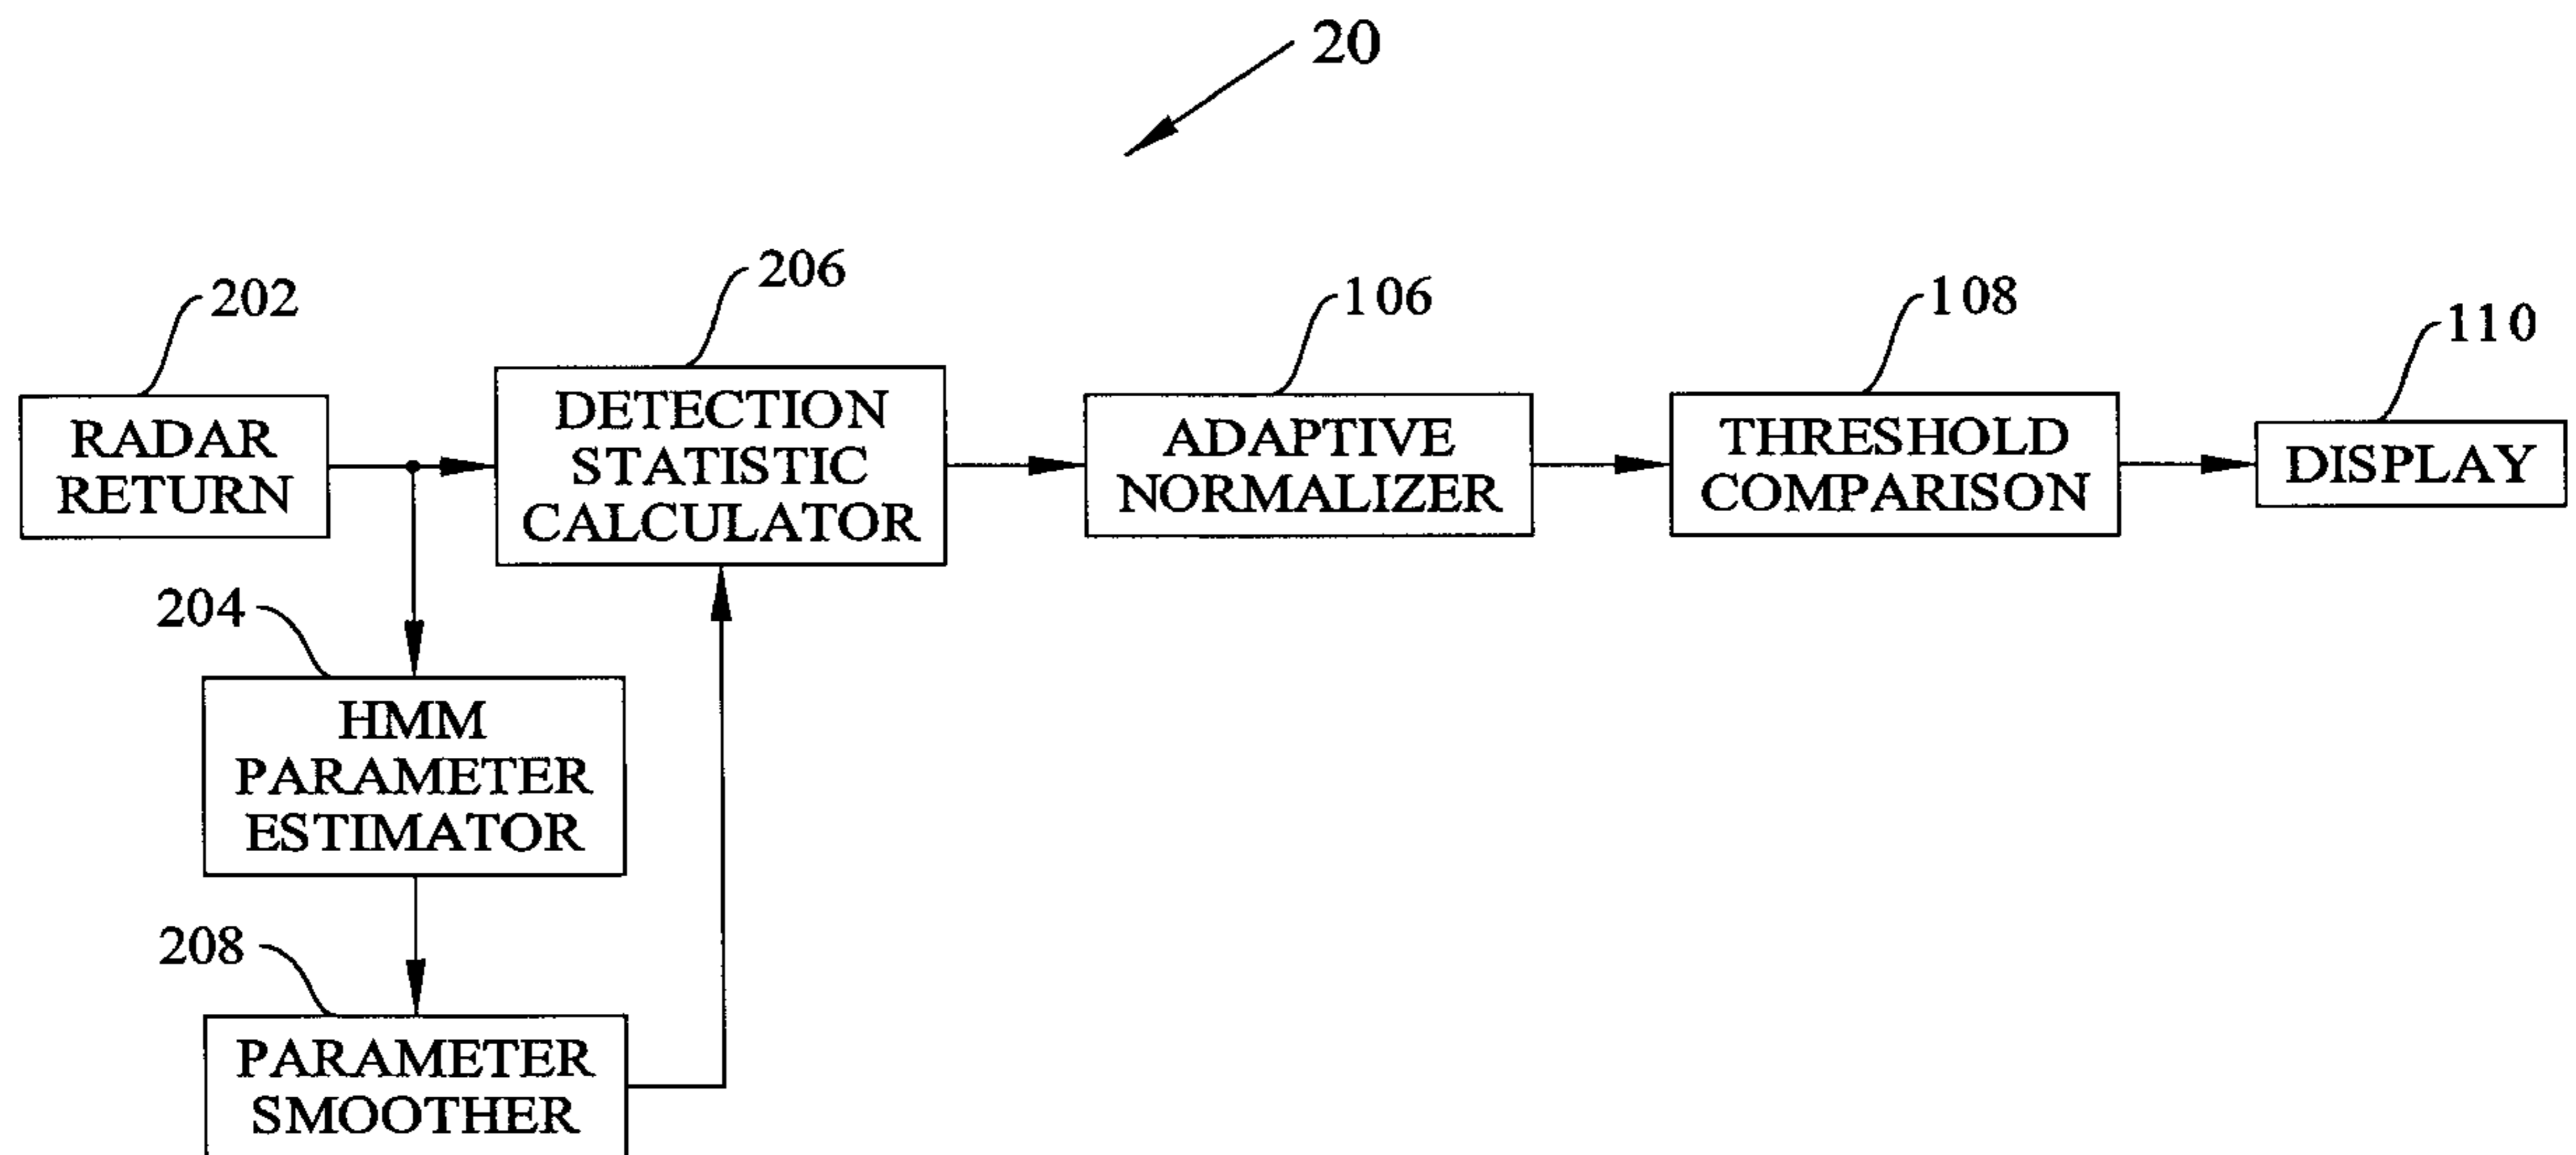 20
202
206
106
108
110
RADAR
RETURN
DETECTION
STATISTIC
CALCULATOR
ADAPTIVE
NORMALIZER
THRESHOLD
COMPARISON
DISPLAY
204
HMM
PARAMETER
ESTIMATOR
208
PARAMETER
SMOOTHER